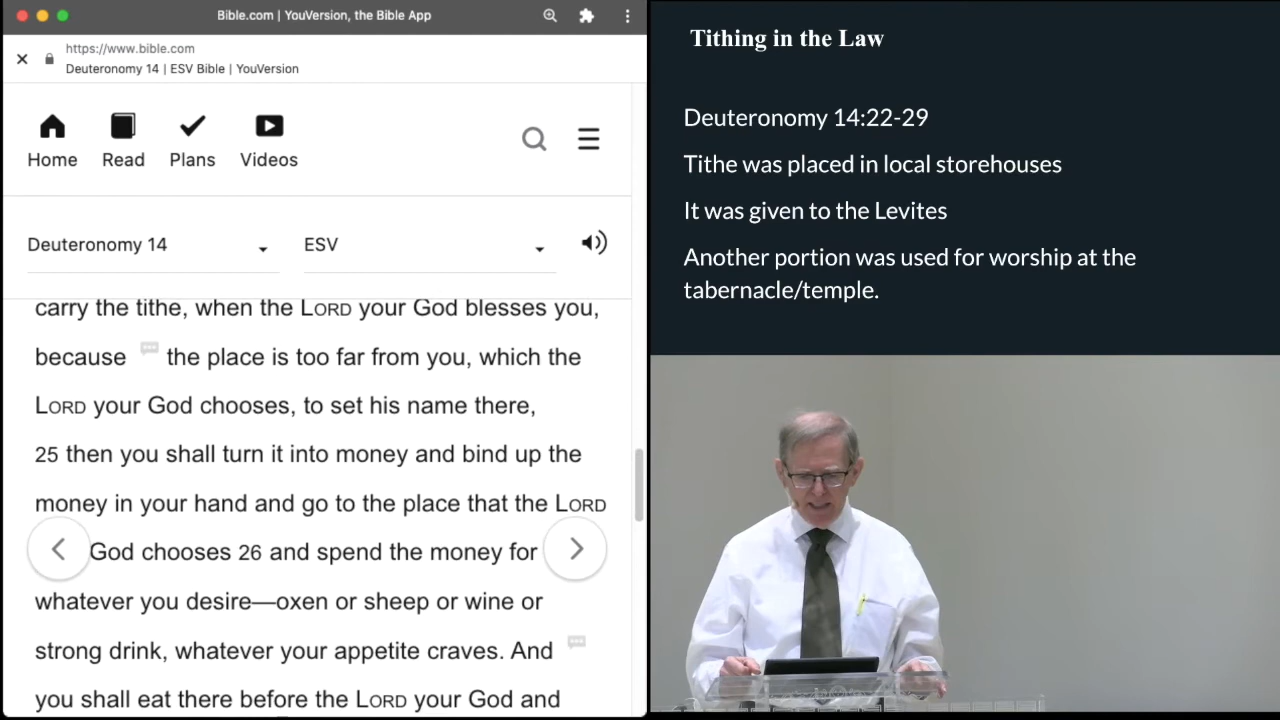 Bible.com | YouVersion, the Bible App
https://www.bible.com
Deuteronomy 14 | ESV Bible | YouVersion
Home Read Plans Videos
Deuteronomy 14 ESV
carry the tithe, when the LORD your God blesses you,
because the place is too far from you, which the
LORD your God chooses, to set his name there,
25 then you shall turn it into money and bind up the
money in your hand and go to the place that the LORD
God chooses 26 and spend the money for
whatever you desire—oxen or sheep or wine or
strong drink, whatever your appetite craves. And
you shall eat there before the LORD your God and
Tithing in the Law
Deuteronomy 14:22-29
Tithe was placed in local storehouses
It was given to the Levites
Another portion was used for worship at the
tabernacle/temple.